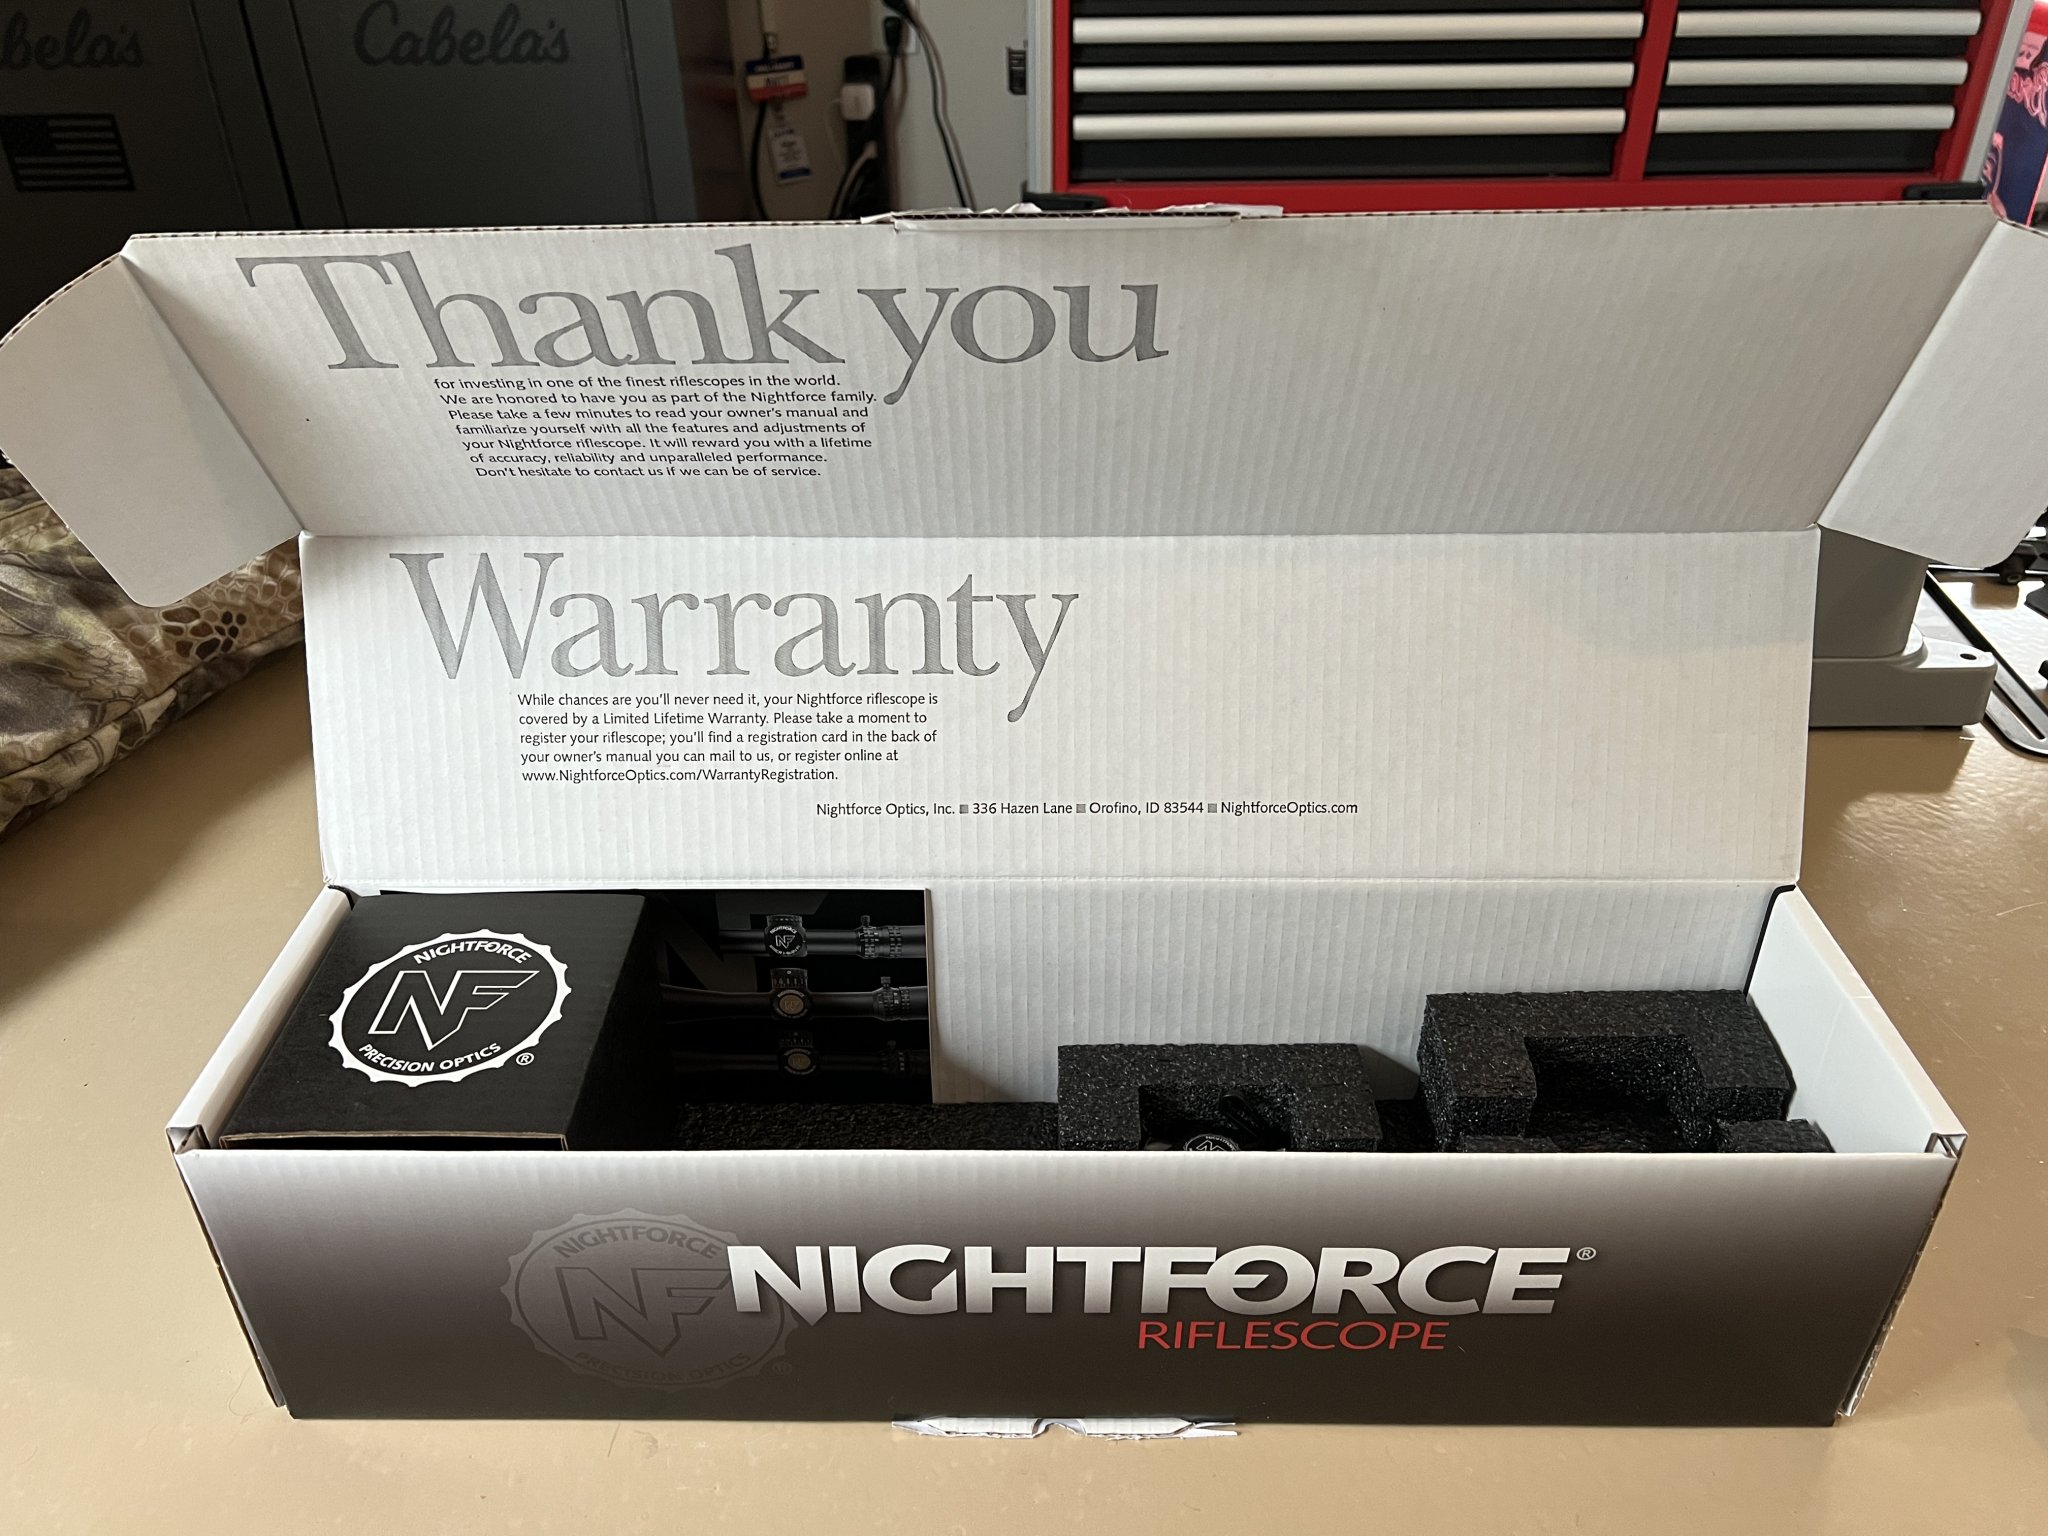 bela's
Cabela's
Thank you
for investing in one of the finest riflescopes in the world.
We are honored to have you as part of the Nightforce family.
Please take a few minutes to read your owner's manual and
familiarize yourself with all the features and adjustments of
your Nightforce riflescope. It will reward you with a lifetime
of accuracy, reliability and unparalleled performance.
Don't hesitate to contact us if we can be of service.
Warranty
While chances are you'll never need it, your Nightforce riflescope is
covered by a Limited Lifetime Warranty. Please take a moment to
register your riflescope; you'll find a registration card in the back of
your owner's manual you can mail to us, or register online at
www.NightforceOptics.com/WarrantyRegistration.
Nightforce Optics, Inc. ■ 336 Hazen Lane ■ Orofino, ID 83544 ■ NightforceOptics.com
NIGHTFORCE
NF
PRECISION OPTICS®
NF
NIGHTFORCE
NF
PRECISION OPTICS®
NIGHTFORCE®
RIFLESCOPE